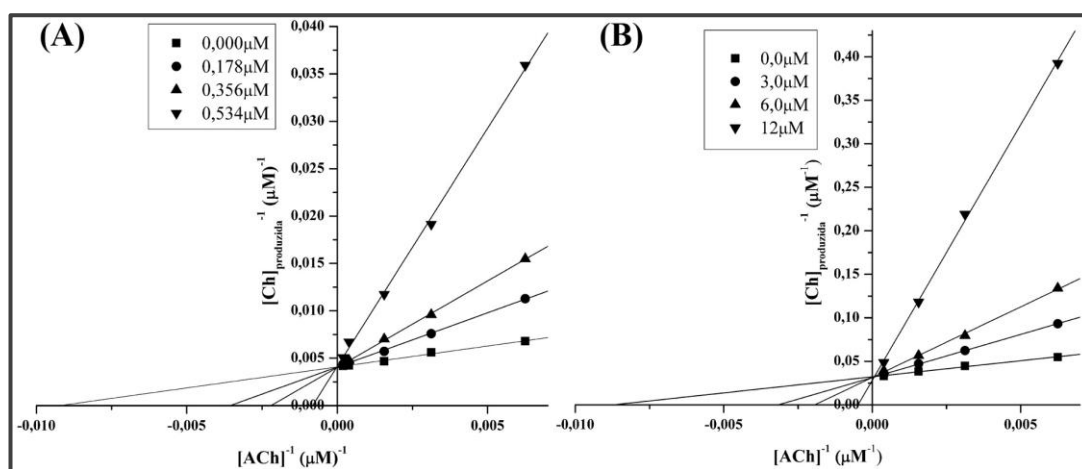 (A)
0,000µM
0,178µM
0,356µM
0,534µM
[Ch]produzida⁻¹ (µM)⁻¹
0,040
0,035
0,030
0,025
0,020
0,015
0,010
0,005
0,000
-0,010 -0,005 0,000 0,005
[ACh]⁻¹ (µM)⁻¹
(B)
0,0µM
3,0µM
6,0µM
12µM
[Ch]produzida⁻¹ (µM⁻¹)
0,40
0,35
0,30
0,25
0,20
0,15
0,10
0,05
0,00
-0,010 -0,005 0,000 0,005
[ACh]⁻¹ (µM⁻¹)